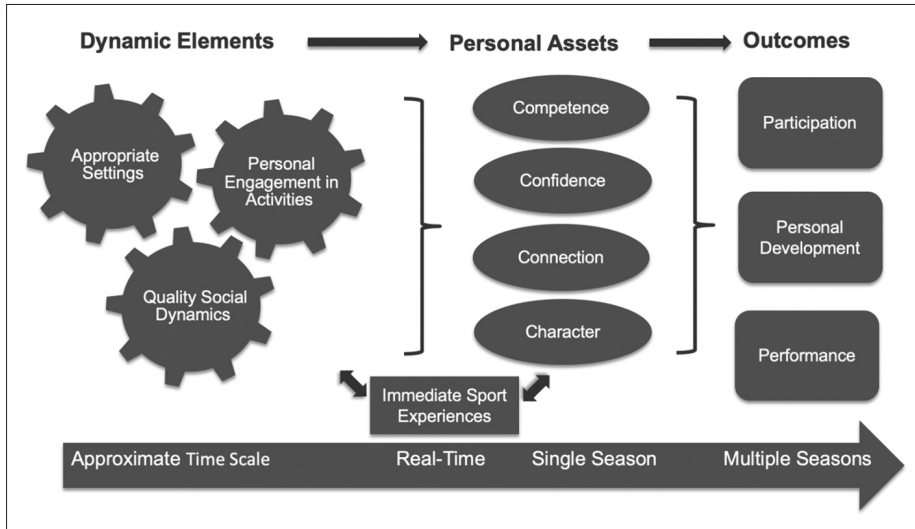 Dynamic Elements
Personal Assets
Outcomes
Appropriate
Settings
Personal
Engagement in
Activities
Quality Social
Dynamics
Competence
Confidence
Connection
Character
Participation
Personal
Development
Performance
Immediate Sport
Experiences
Approximate Time Scale
Real-Time
Single Season
Multiple Seasons